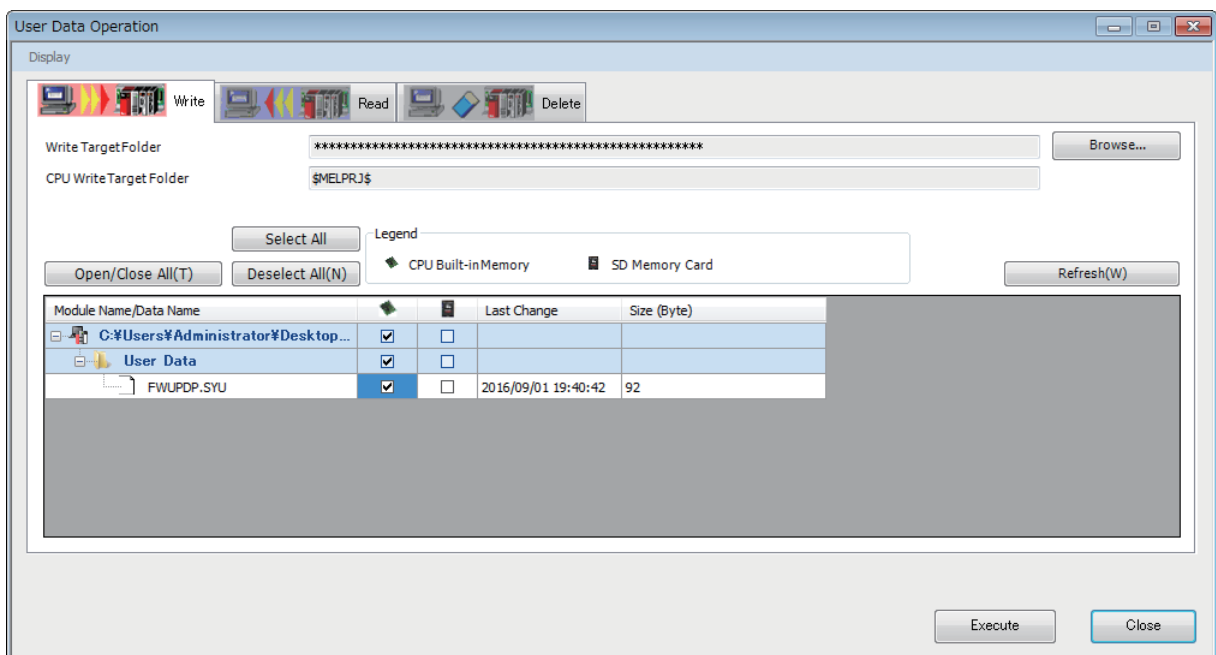 User Data Operation
Display
Write
Read
Delete
Write TargetFolder
******************************************************
Browse...
CPU Write Target Folder
$MELPRJ$
Select All
Legend
CPU Built-in Memory
SD Memory Card
Open/Close All(T)
Deselect All(N)
Refresh(W)
Module Name/Data Name Last Change Size (Byte)
C:¥Users¥Administrator¥Desktop...
User Data
FWUPDP.SYU 2016/09/01 19:40:42 92
Execute
Close